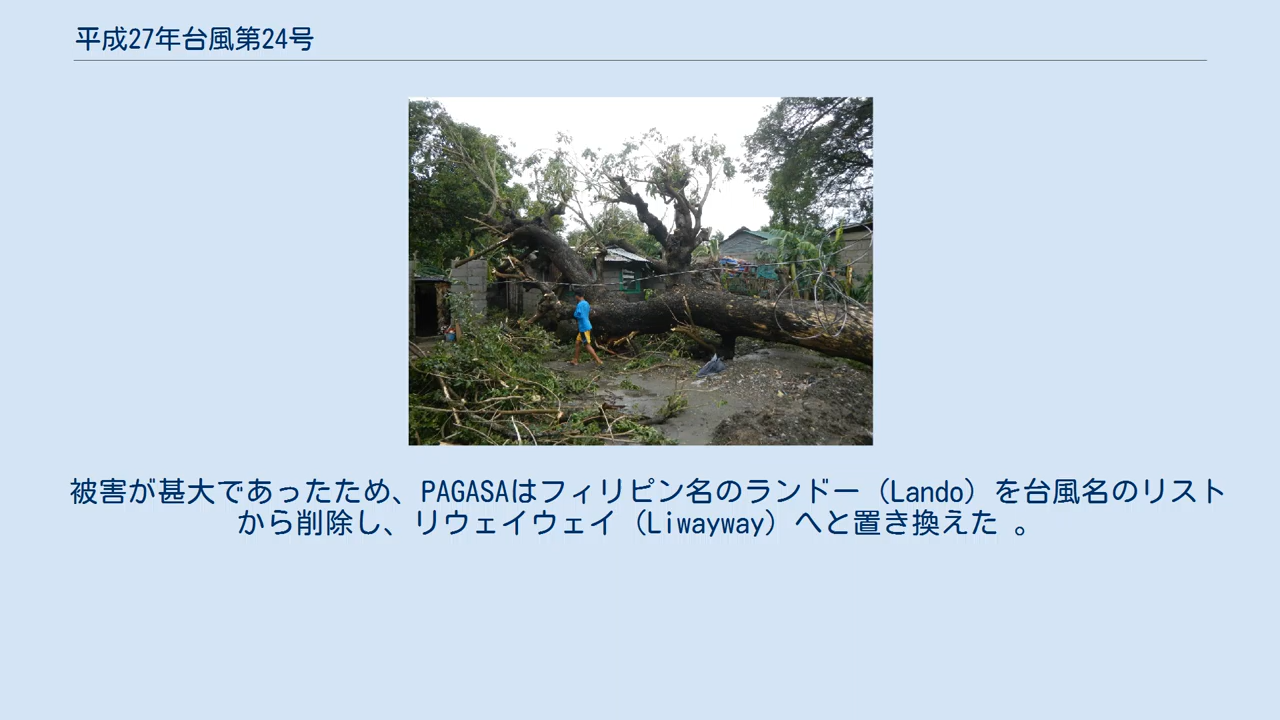 平成27年台風第24号
被害が甚大であったため、PAGASAはフィリピン名のランドー（Lando）を台風名のリスト
から削除し、リウェイウェイ（Liwayway）へと置き換えた 。